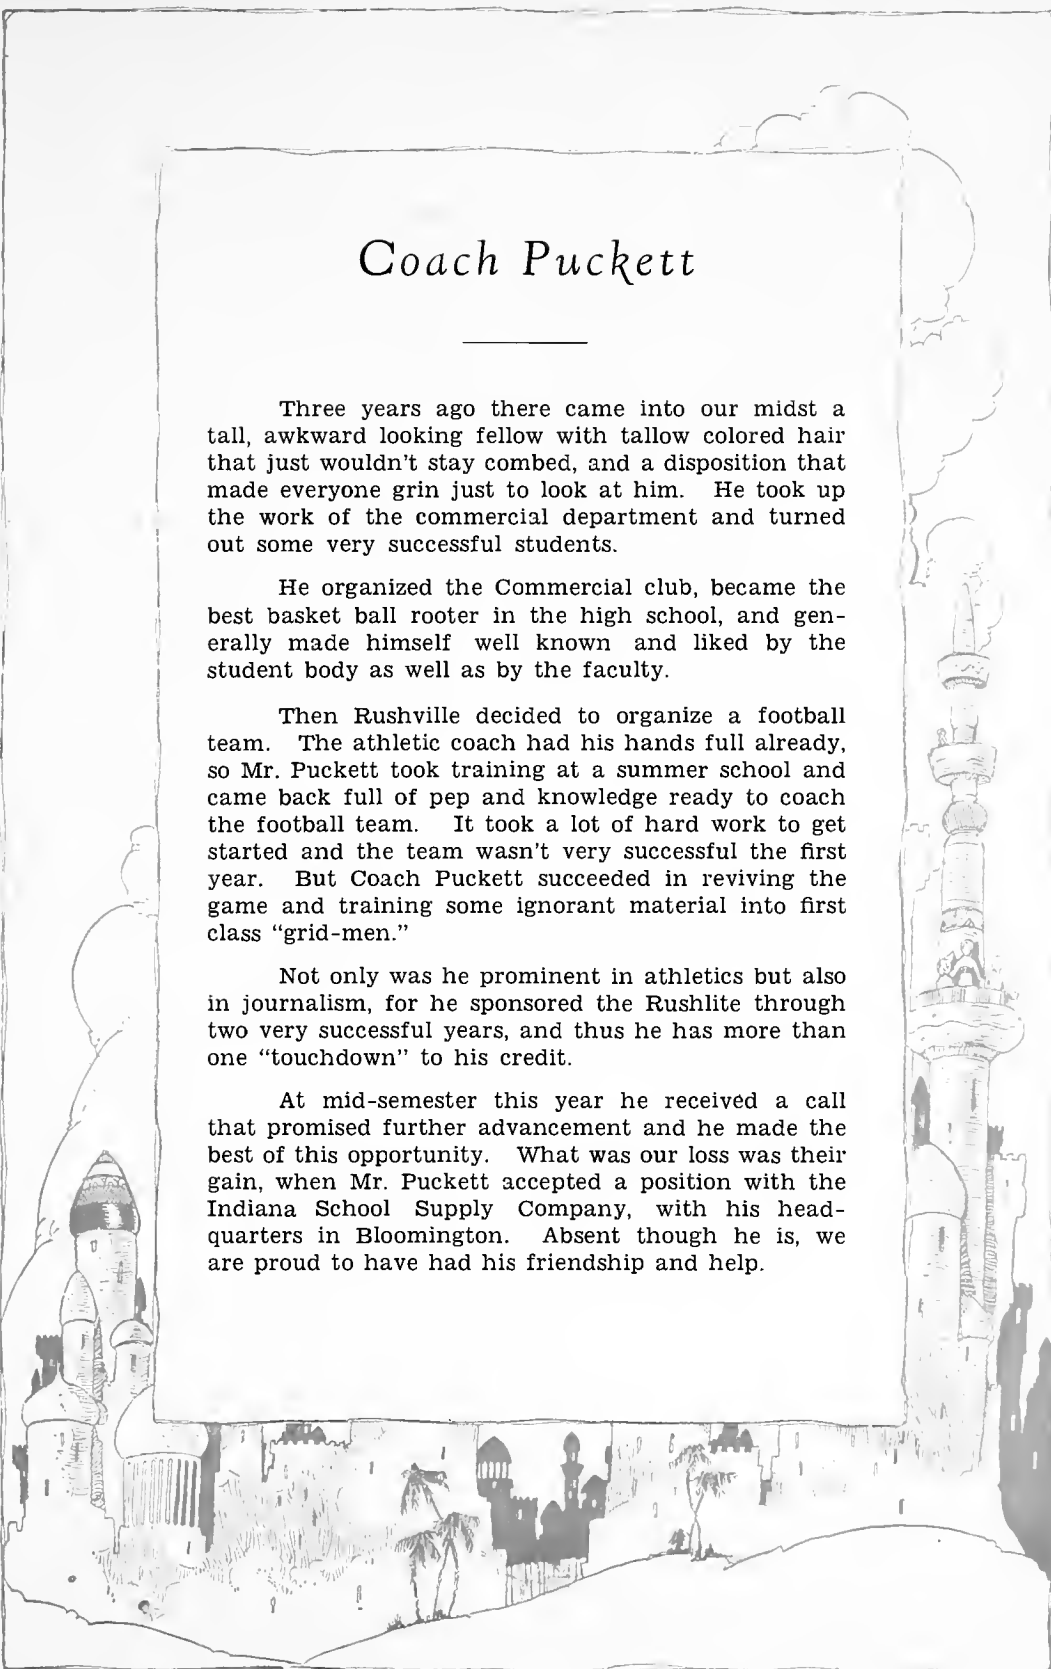 Coach Puckett
Three years ago there came into our midst a
tall, awkward looking fellow with tallow colored hair
that just wouldn't stay combed, and a disposition that
made everyone grin just to look at him. He took up
the work of the commercial department and turned
out some very successful students.
He organized the Commercial club, became the
best basket ball rooter in the high school, and gen-
erally made himself well known and liked by the
student body as well as by the faculty.
Then Rushville decided to organize a football
team. The athletic coach had his hands full already,
so Mr. Puckett took training at a summer school and
came back full of pep and knowledge ready to coach
the football team. It took a lot of hard work to get
started and the team wasn't very successful the first
year. But Coach Puckett succeeded in reviving the
game and training some ignorant material into first
class "grid-men."
Not only was he prominent in athletics but also
in journalism, for he sponsored the Rushlite through
two very successful years, and thus he has more than
one "touchdown" to his credit.
At mid-semester this year he received a call
that promised further advancement and he made the
best of this opportunity. What was our loss was their
gain, when Mr. Puckett accepted a position with the
Indiana School Supply Company, with his head-
quarters in Bloomington. Absent though he is, we
are proud to have had his friendship and help.